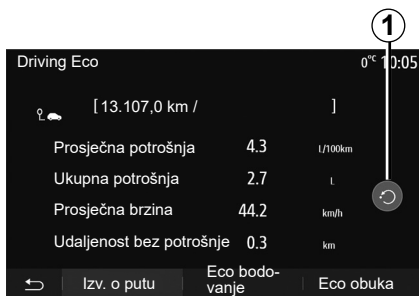 1
Driving Eco 0°C 10:05
[ 13.107,0 km / ]
Prosječna potrošnja 4.3 L/100km
Ukupna potrošnja 2.7 L
Prosječna brzina 44.2 km/h
Udaljenost bez potrošnje 0.3 km
Izv. o putu
Eco bodo-
vanje
Eco obuka